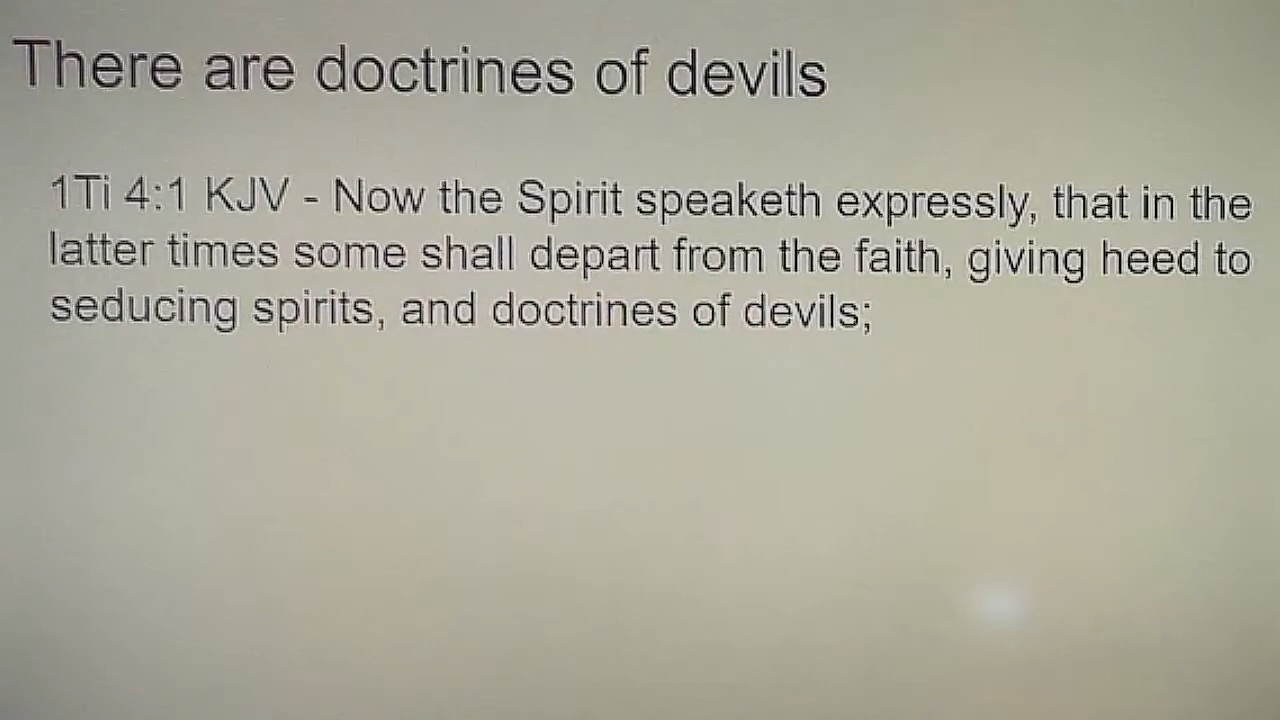 There are doctrines of devils
1Ti 4:1 KJV - Now the Spirit speaketh expressly, that in the
latter times some shall depart from the faith, giving heed to
seducing spirits, and doctrines of devils;